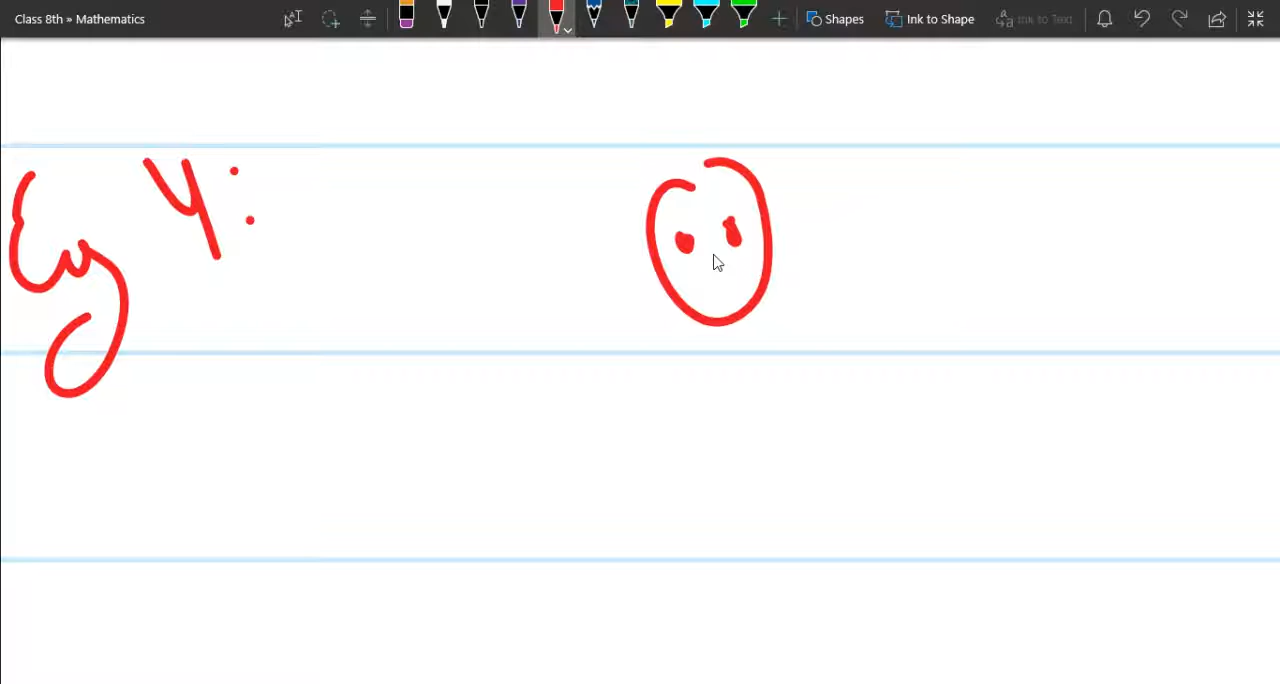 Class 8th » Mathematics
Shapes
Ink to Shape
Ink to Text
Eg 4: